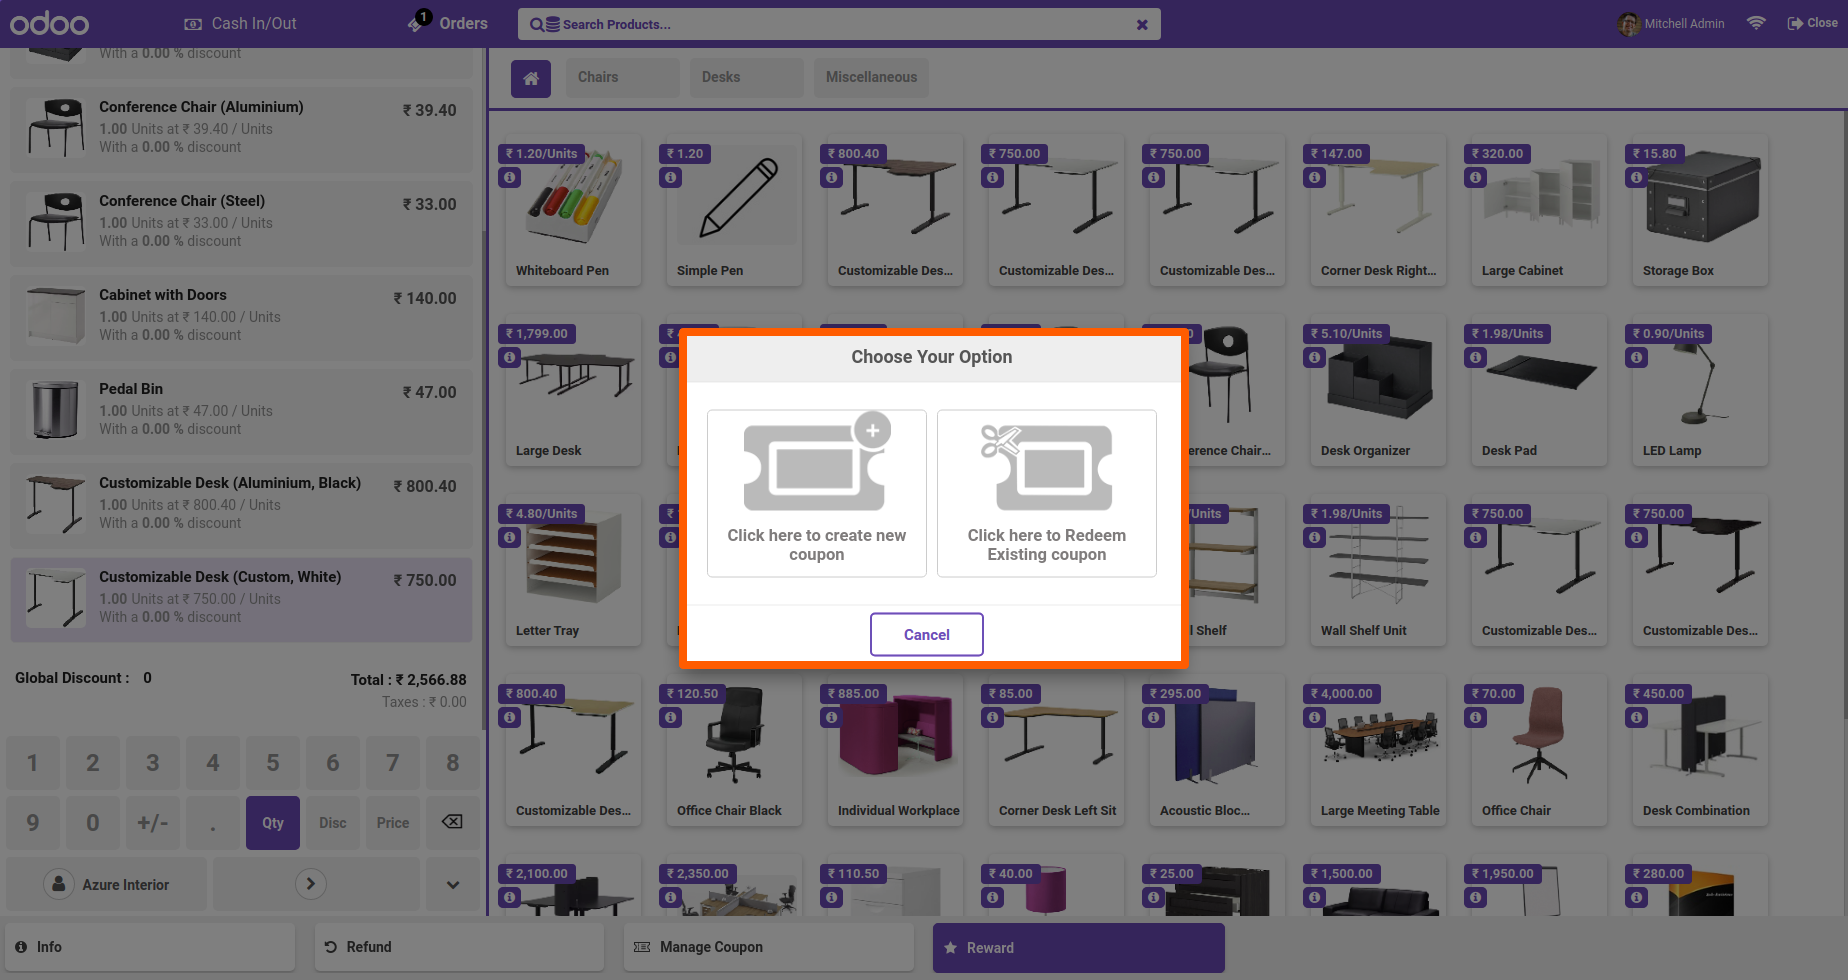 odoo
Cash In/Out
1
Orders
Search Products...
Mitchell Admin
Close
With a 0.00 % discount
Conference Chair (Aluminium)
₹ 39.40
1.00 Units at ₹ 39.40 / Units
With a 0.00 % discount
Conference Chair (Steel)
₹ 33.00
1.00 Units at ₹ 33.00 / Units
With a 0.00 % discount
Cabinet with Doors
₹ 140.00
1.00 Units at ₹ 140.00 / Units
With a 0.00 % discount
Pedal Bin
₹ 47.00
1.00 Units at ₹ 47.00 / Units
With a 0.00 % discount
Customizable Desk (Aluminium, Black)
₹ 800.40
1.00 Units at ₹ 800.40 / Units
With a 0.00 % discount
Customizable Desk (Custom, White)
₹ 750.00
1.00 Units at ₹ 750.00 / Units
With a 0.00 % discount
Global Discount : 0
Total : ₹ 2,566.88
Taxes : ₹ 0.00
1 2 3 4 5 6 7 8
9 0 +/- . Qty Disc Price
Azure Interior
Chairs
Desks
Miscellaneous
₹ 1.20/Units
Whiteboard Pen
₹ 1.20
Simple Pen
₹ 800.40
Customizable Des...
₹ 750.00
Customizable Des...
₹ 750.00
Customizable Des...
₹ 147.00
Corner Desk Right...
₹ 320.00
Large Cabinet
₹ 15.80
Storage Box
₹ 1,799.00
Large Desk
erence Chair...
₹ 5.10/Units
Desk Organizer
₹ 1.98/Units
Desk Pad
₹ 0.90/Units
LED Lamp
Choose Your Option
Click here to create new
coupon
Click here to Redeem
Existing coupon
Cancel
₹ 4.80/Units
Letter Tray
/Units
l Shelf
₹ 1.98/Units
Wall Shelf Unit
₹ 750.00
Customizable Des...
₹ 750.00
Customizable Des...
₹ 800.40
Customizable Des...
₹ 120.50
Office Chair Black
₹ 885.00
Individual Workplace
₹ 85.00
Corner Desk Left Sit
₹ 295.00
Acoustic Bloc...
₹ 4,000.00
Large Meeting Table
₹ 70.00
Office Chair
₹ 450.00
Desk Combination
₹ 2,100.00
₹ 2,350.00
₹ 110.50
₹ 40.00
₹ 25.00
₹ 1,500.00
₹ 1,950.00
₹ 280.00
Info
Refund
Manage Coupon
Reward